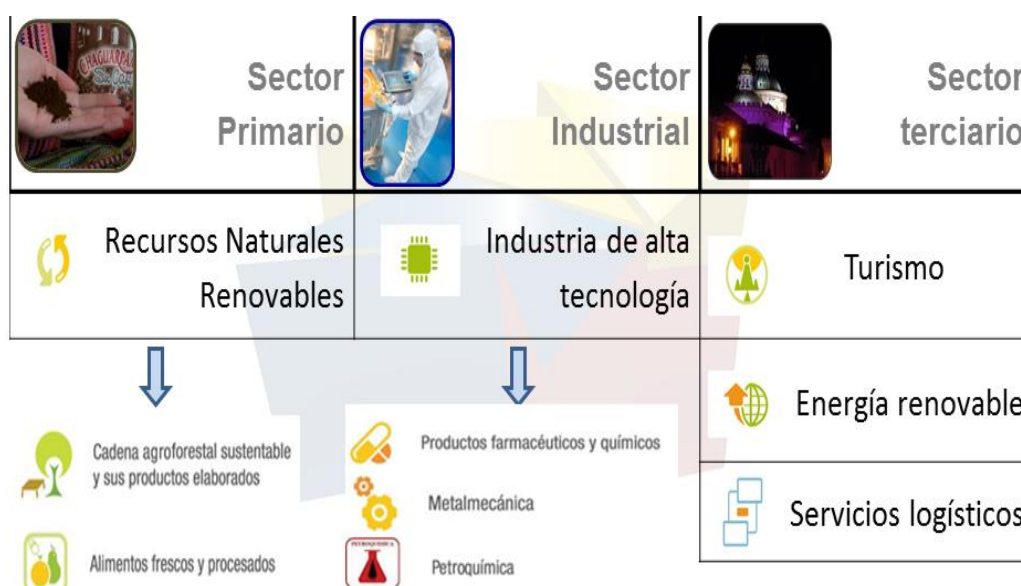 Sector
Primario
Sector
Industrial
Sector
terciario
Recursos Naturales
Renovables
Industria de alta
tecnología
Turismo
Cadena agroforestal sustentable
y sus productos elaborados
Alimentos frescos y procesados
Productos farmacéuticos y químicos
Metalmecánica
PETROQUIMICA
Petroquímica
Energía renovable
Servicios logísticos